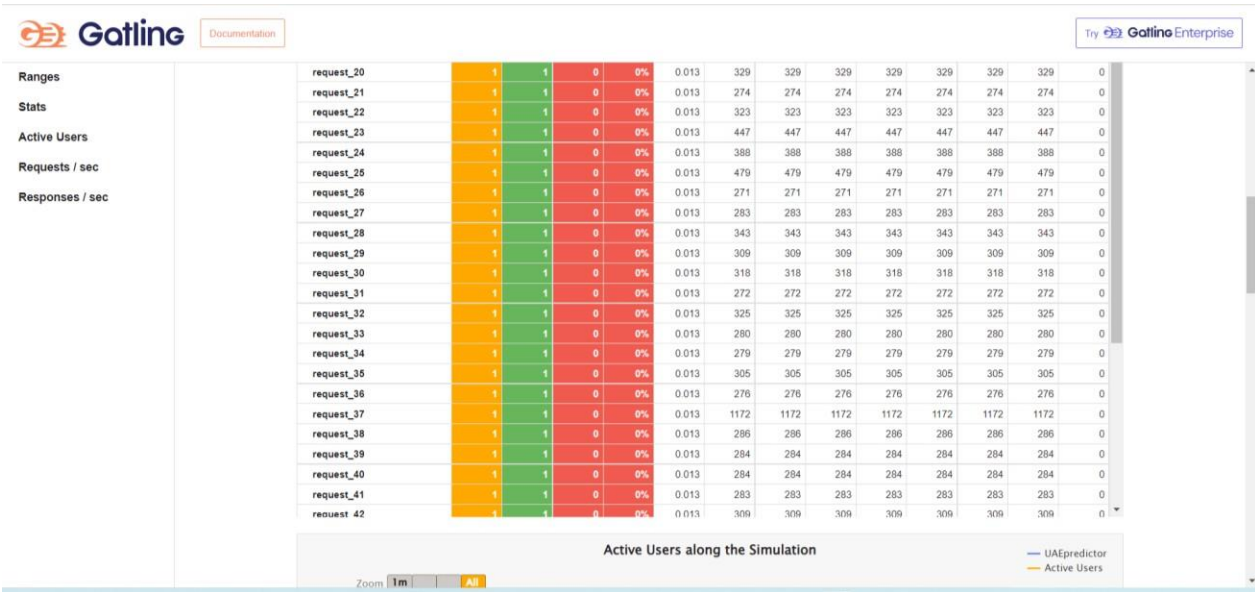 Gatling Documentation Try Gatling Enterprise
Ranges
Stats
Active Users
Requests / sec
Responses / sec
request_20 1 1 0 0% 0.013 329 329 329 329 329 329 329 0
request_21 1 1 0 0% 0.013 274 274 274 274 274 274 274 0
request_22 1 1 0 0% 0.013 323 323 323 323 323 323 323 0
request_23 1 1 0 0% 0.013 447 447 447 447 447 447 447 0
request_24 1 1 0 0% 0.013 388 388 388 388 388 388 388 0
request_25 1 1 0 0% 0.013 479 479 479 479 479 479 479 0
request_26 1 1 0 0% 0.013 271 271 271 271 271 271 271 0
request_27 1 1 0 0% 0.013 283 283 283 283 283 283 283 0
request_28 1 1 0 0% 0.013 343 343 343 343 343 343 343 0
request_29 1 1 0 0% 0.013 309 309 309 309 309 309 309 0
request_30 1 1 0 0% 0.013 318 318 318 318 318 318 318 0
request_31 1 1 0 0% 0.013 272 272 272 272 272 272 272 0
request_32 1 1 0 0% 0.013 325 325 325 325 325 325 325 0
request_33 1 1 0 0% 0.013 280 280 280 280 280 280 280 0
request_34 1 1 0 0% 0.013 279 279 279 279 279 279 279 0
request_35 1 1 0 0% 0.013 305 305 305 305 305 305 305 0
request_36 1 1 0 0% 0.013 276 276 276 276 276 276 276 0
request_37 1 1 0 0% 0.013 1172 1172 1172 1172 1172 1172 1172 0
request_38 1 1 0 0% 0.013 286 286 286 286 286 286 286 0
request_39 1 1 0 0% 0.013 284 284 284 284 284 284 284 0
request_40 1 1 0 0% 0.013 284 284 284 284 284 284 284 0
request_41 1 1 0 0% 0.013 283 283 283 283 283 283 283 0
request_42 1 1 0 0% 0.013 309 309 309 309 309 309 309 0
Active Users along the Simulation
UAEpredictor
Active Users
Zoom 1m All